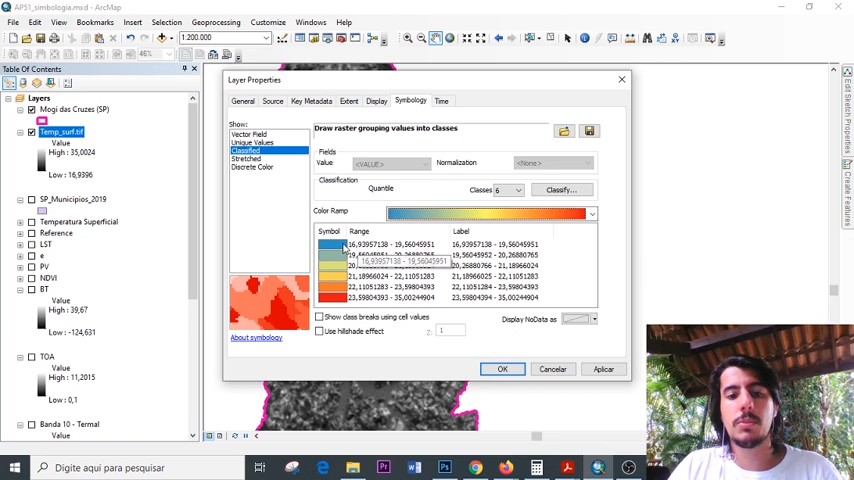 AP51_simbologia.mxd - ArcMap
File Edit View Bookmarks Insert Selection Geoprocessing Customize Windows Help
1:200.000
46%
Table Of Contents
Layers
Mogi das Cruzes (SP)
Temp_surf.tif
Value
High : 35,0024
Low : 16,9396
SP_Municipios_2019
Temperatura Superficial
Reference
LST
e
PV
NDVI
BT
High : 39,67
Low : -124,631
TOA
High : 11,2015
Low : 0,1
Banda 10 - Termal
Value
Layer Properties
General Source Key Metadata Extent Display Symbology Time
Show:
Vector Field
Unique Values
Classified
Stretched
Discrete Color
About symbology
Draw raster grouping values into classes
Fields
Value <VALUE> Normalization <None>
Classification
Quantile Classes 6 Classify...
Color Ramp
Symbol Range Label
16,93957138 - 19,56045951 16,93957138 - 19,56045951
19,56045952 - 20,26880765
16,93957138 - 19,56045951
20,26880766 - 21,18966023
21,18966024 - 22,11051283 21,18966024 - 22,11051283
22,11051284 - 23,59804392 22,11051284 - 23,59804392
23,59804393 - 35,00244904 23,59804393 - 35,00244904
Show class breaks using cell values
Display NoData as
Use hillshade effect Z: 1
OK Cancelar Aplicar
Edit Sketch Properties
Create Features
Digite aqui para pesquisar